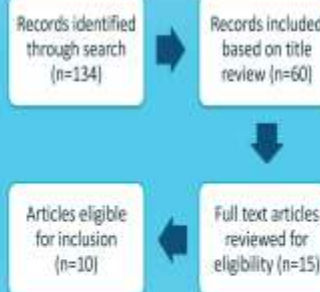 Records identified
through search
(n=134)
Records included
based on title
review (n=60)
Full text articles
reviewed for
eligibility (n=15)
Articles eligible
for inclusion
(n=10)